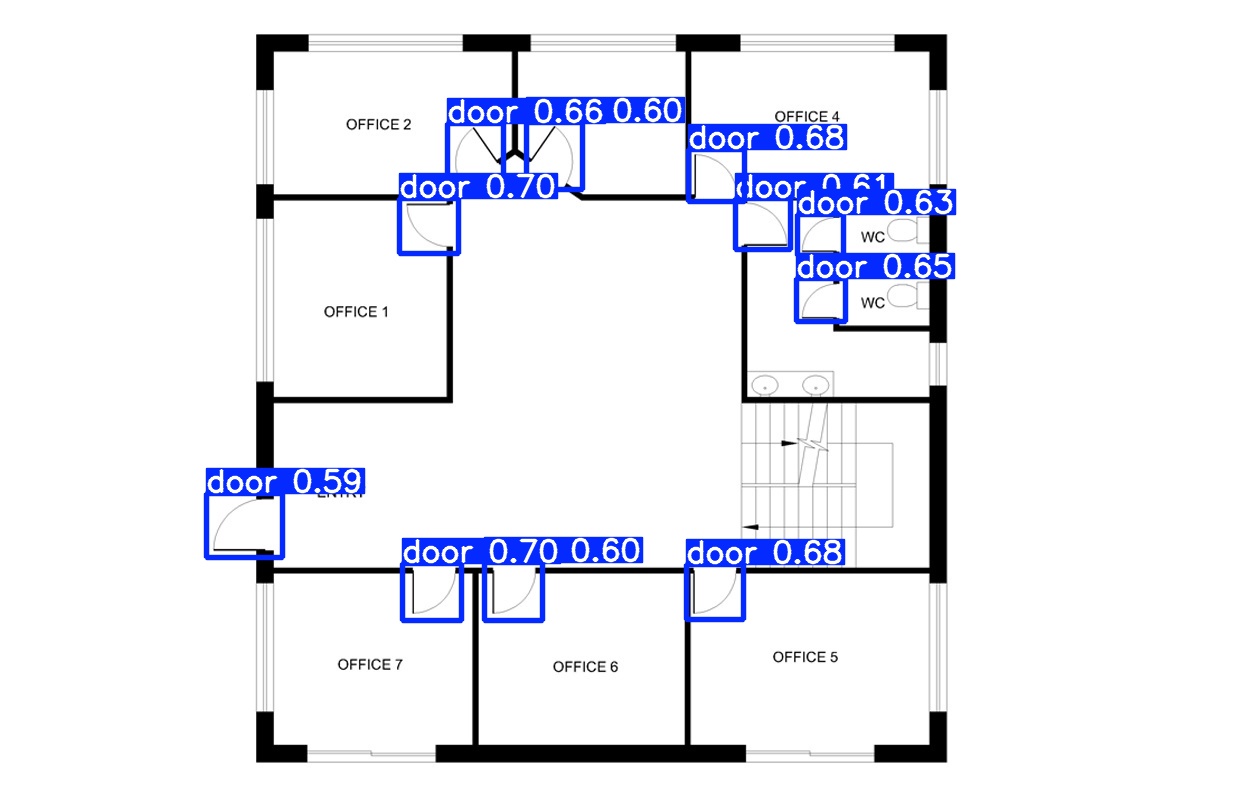 OFFICE 2
door 0.66
0.60
OFFICE 4
door 0.68
door 0.70
door 0.61
door 0.63
WC
door 0.65
WC
OFFICE 1
door 0.59
ENTRY
door 0.70
0.60
door 0.68
OFFICE 7
OFFICE 6
OFFICE 5